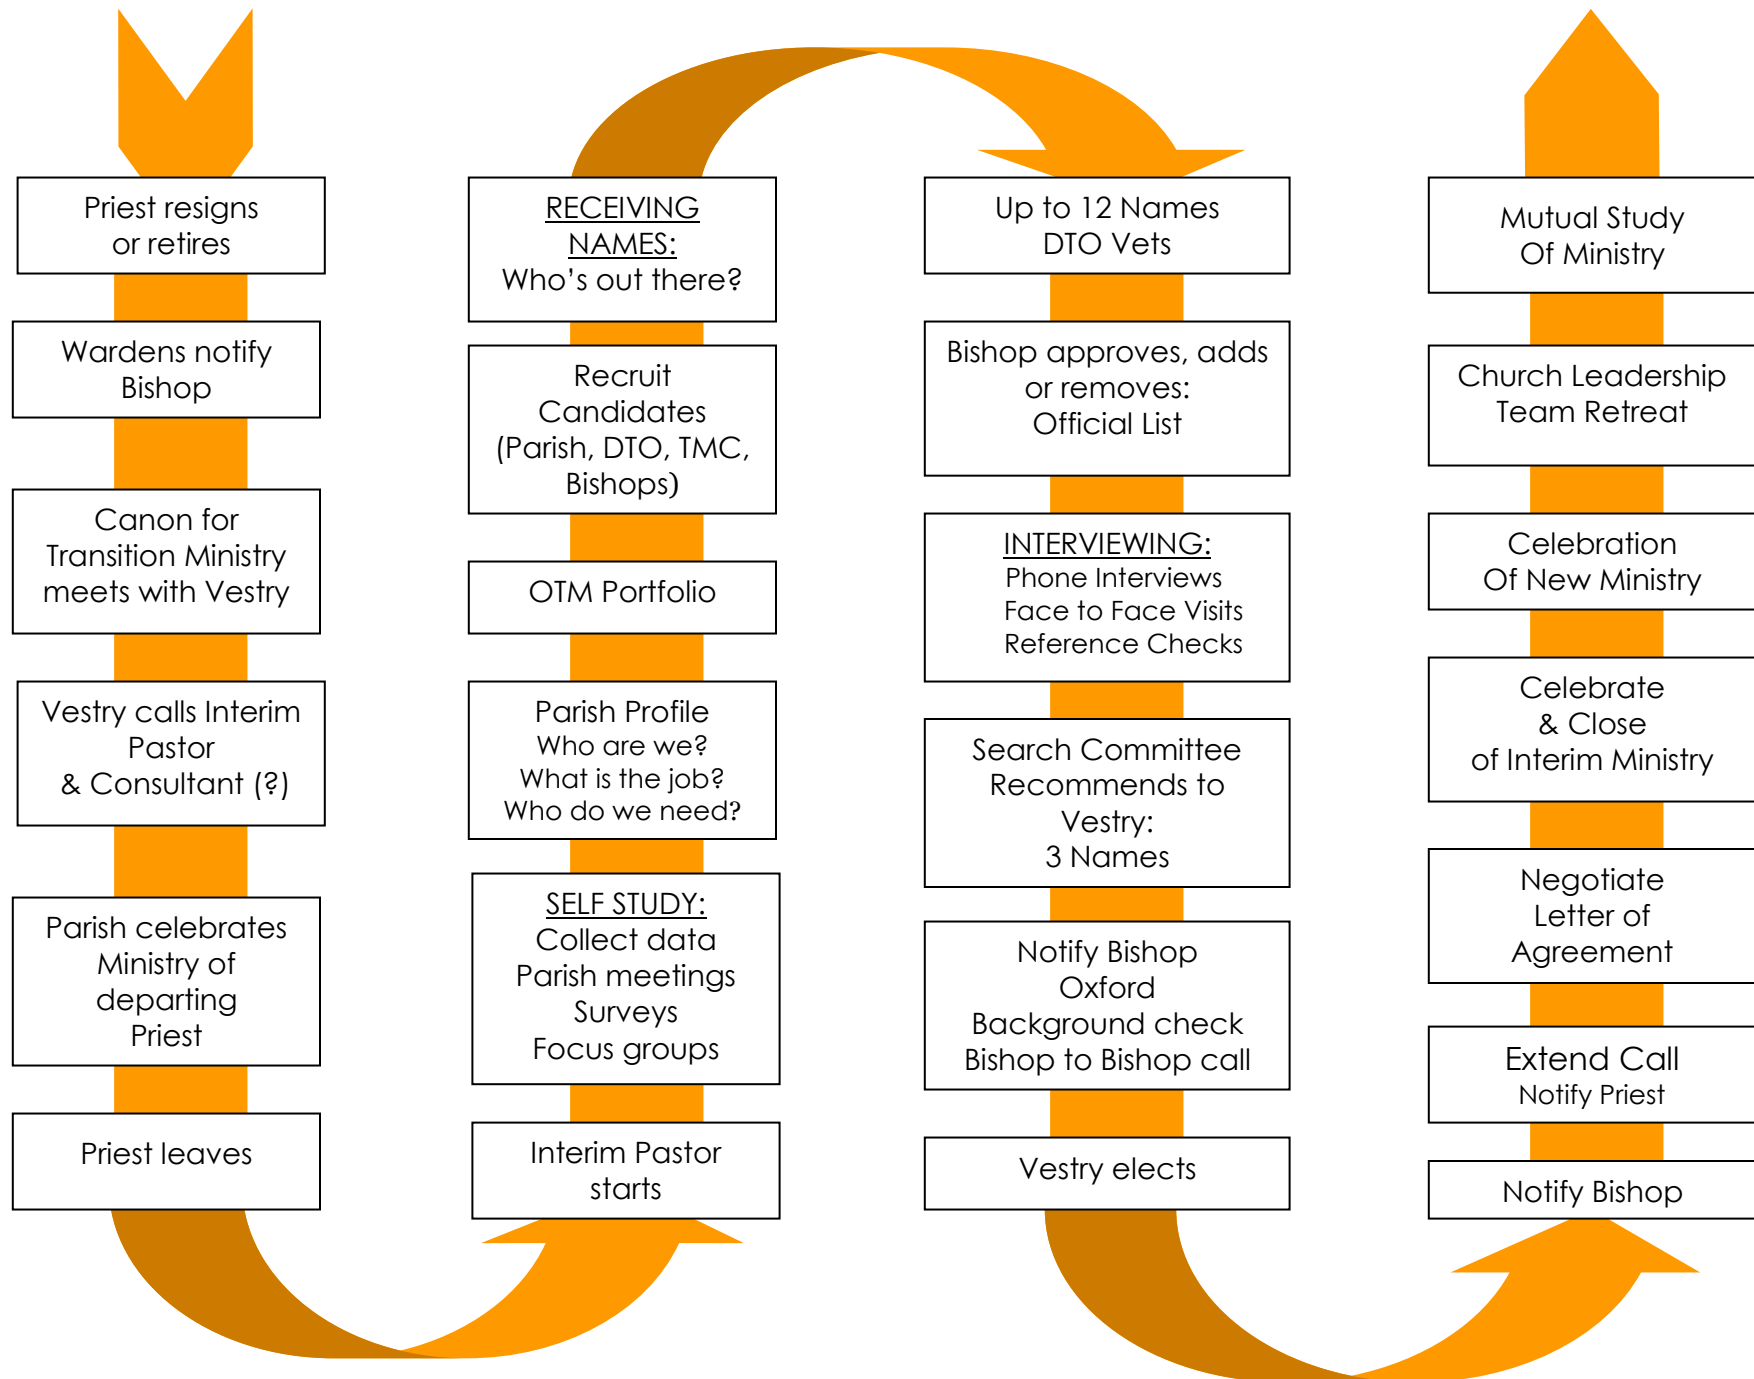 Priest resigns
or retires
Wardens notify
Bishop
Canon for
Transition Ministry
meets with Vestry
Vestry calls Interim
Pastor
& Consultant (?)
Parish celebrates
Ministry of
departing
Priest
Priest leaves
RECEIVING
NAMES:
Who’s out there?
Recruit
Candidates
(Parish, DTO, TMC,
Bishops)
OTM Portfolio
Parish Profile
Who are we?
What is the job?
Who do we need?
SELF STUDY:
Collect data
Parish meetings
Surveys
Focus groups
Interim Pastor
starts
Up to 12 Names
DTO Vets
Bishop approves, adds
or removes:
Official List
INTERVIEWING:
Phone Interviews
Face to Face Visits
Reference Checks
Search Committee
Recommends to
Vestry:
3 Names
Notify Bishop
Oxford
Background check
Bishop to Bishop call
Vestry elects
Mutual Study
Of Ministry
Church Leadership
Team Retreat
Celebration
Of New Ministry
Celebrate
& Close
of Interim Ministry
Negotiate
Letter of
Agreement
Extend Call
Notify Priest
Notify Bishop